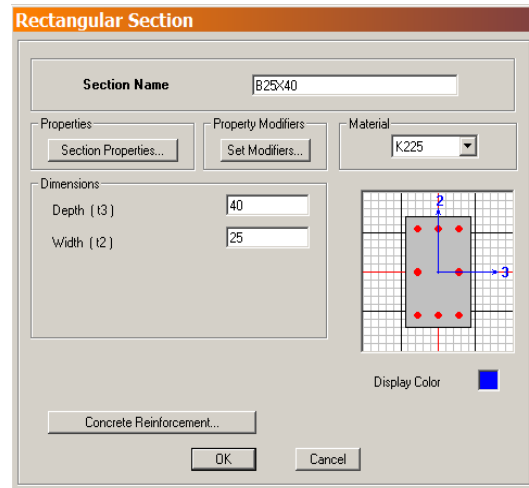 Rectangular Section
Section Name B25X40
Properties Property Modifiers Material
Section Properties... Set Modifiers... K225
Dimensions
Depth ( t3 ) 40
Width ( t2 ) 25
2
3
Display Color
Concrete Reinforcement...
OK Cancel